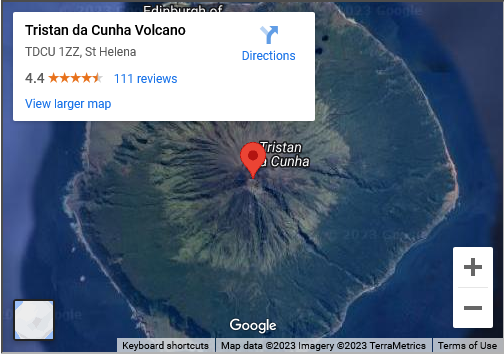 Edinburgh of
Tristan da Cunha Volcano
TDCU 1ZZ, St Helena
Directions
4.4 111 reviews
View larger map
© 2023 Google
Tristan
da Cunha
Google
Keyboard shortcuts Map data ©2023 Imagery ©2023 TerraMetrics Terms of Use